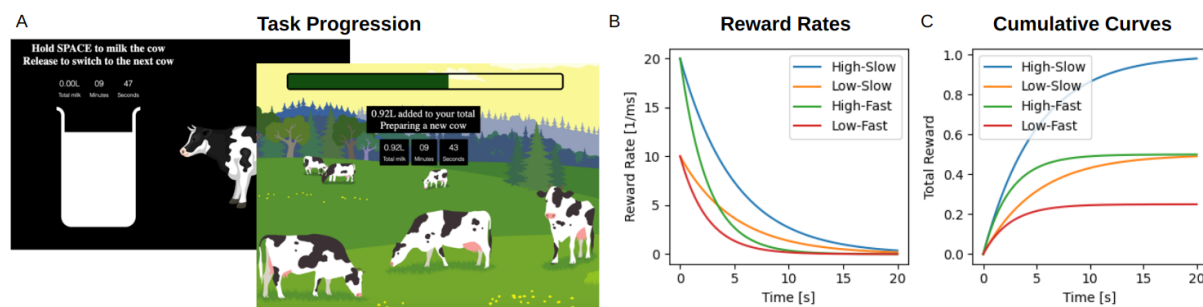 A
Task Progression
Hold SPACE to milk the cow
Release to switch to the next cow
0.00L 09 47
Total milk Minutes Seconds
0.92L added to your total
Preparing a new cow
0.92L 09 43
Total milk Minutes Seconds
B
Reward Rates
20
15
10
5
0
Reward Rate [1/ms]
High-Slow
Low-Slow
High-Fast
Low-Fast
0 5 10 15 20
Time [s]
C
Cumulative Curves
1.0
0.8
0.6
0.4
0.2
0.0
Total Reward
High-Slow
Low-Slow
High-Fast
Low-Fast
0 5 10 15 20
Time [s]